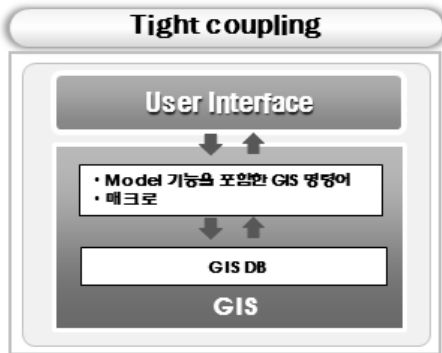 Tight coupling
User Interface
· Model 기능을 포함한 GIS 명령어
· 매크로
GIS DB
GIS